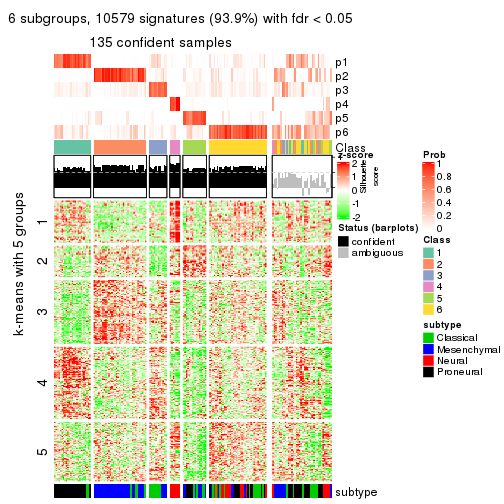 6 subgroups, 10579 signatures (93.9%) with fdr < 0.05
135 confident samples
p1
p2
p3
p4
p5
p6
Class
z-score
2
1
0
-1
-2
Silhouette
score
Prob
1
0.8
0.6
0.4
0.2
0
Status (barplots)
confident
ambiguous
Class
1
2
3
4
5
6
subtype
Classical
Mesenchymal
Neural
Proneural
k-means with 5 groups
1
2
3
4
5
subtype